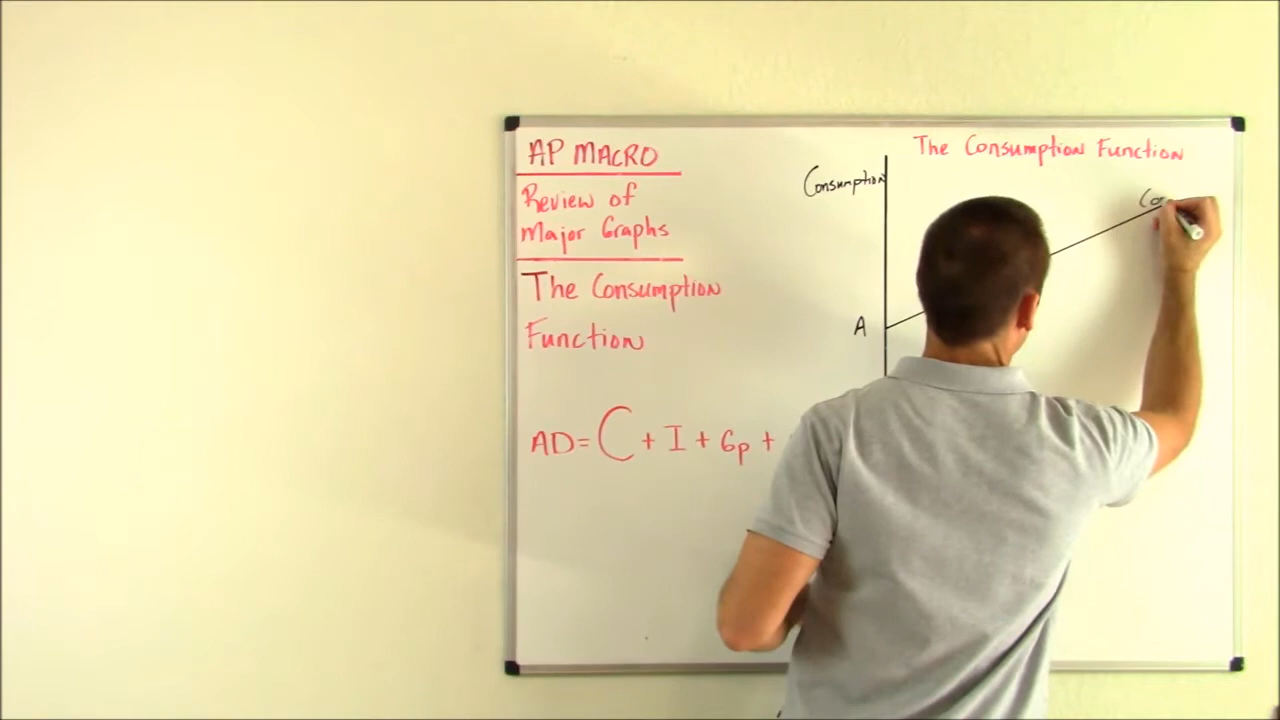 AP MACRO
Review of
Major Graphs
The Consumption
Function
AD = C + I + Gp +
The Consumption Function
Consumption
A